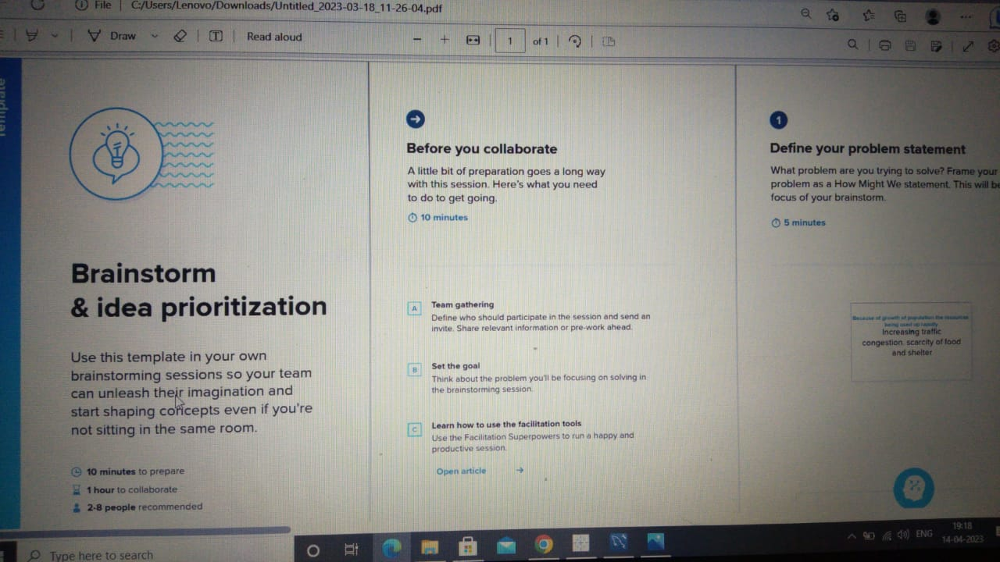 File
C:/Users/Lenovo/Downloads/Untitled_2023-03-18_11-26-04.pdf
Draw
Read aloud
1
of 1
Template
Brainstorm
& idea prioritization
Use this template in your own
brainstorming sessions so your team
can unleash their imagination and
start shaping concepts even if you're
not sitting in the same room.
10 minutes to prepare
1 hour to collaborate
2-8 people recommended
Before you collaborate
A little bit of preparation goes a long way
with this session. Here's what you need
to do to get going.
10 minutes
A
Team gathering
Define who should participate in the session and send an
invite. Share relevant information or pre-work ahead.
B
Set the goal
Think about the problem you'll be focusing on solving in
the brainstorming session.
C
Learn how to use the facilitation tools
Use the Facilitation Superpowers to run a happy and
productive session.
Open article
1
Define your problem statement
What problem are you trying to solve? Frame your
problem as a How Might We statement. This will be
focus of your brainstorm.
5 minutes
Because of growth of population the resources
being used up rapidly
Increasing traffic
congestion, scarcity of food
and shelter
Type here to search
ENG
19:18
14-04-2023